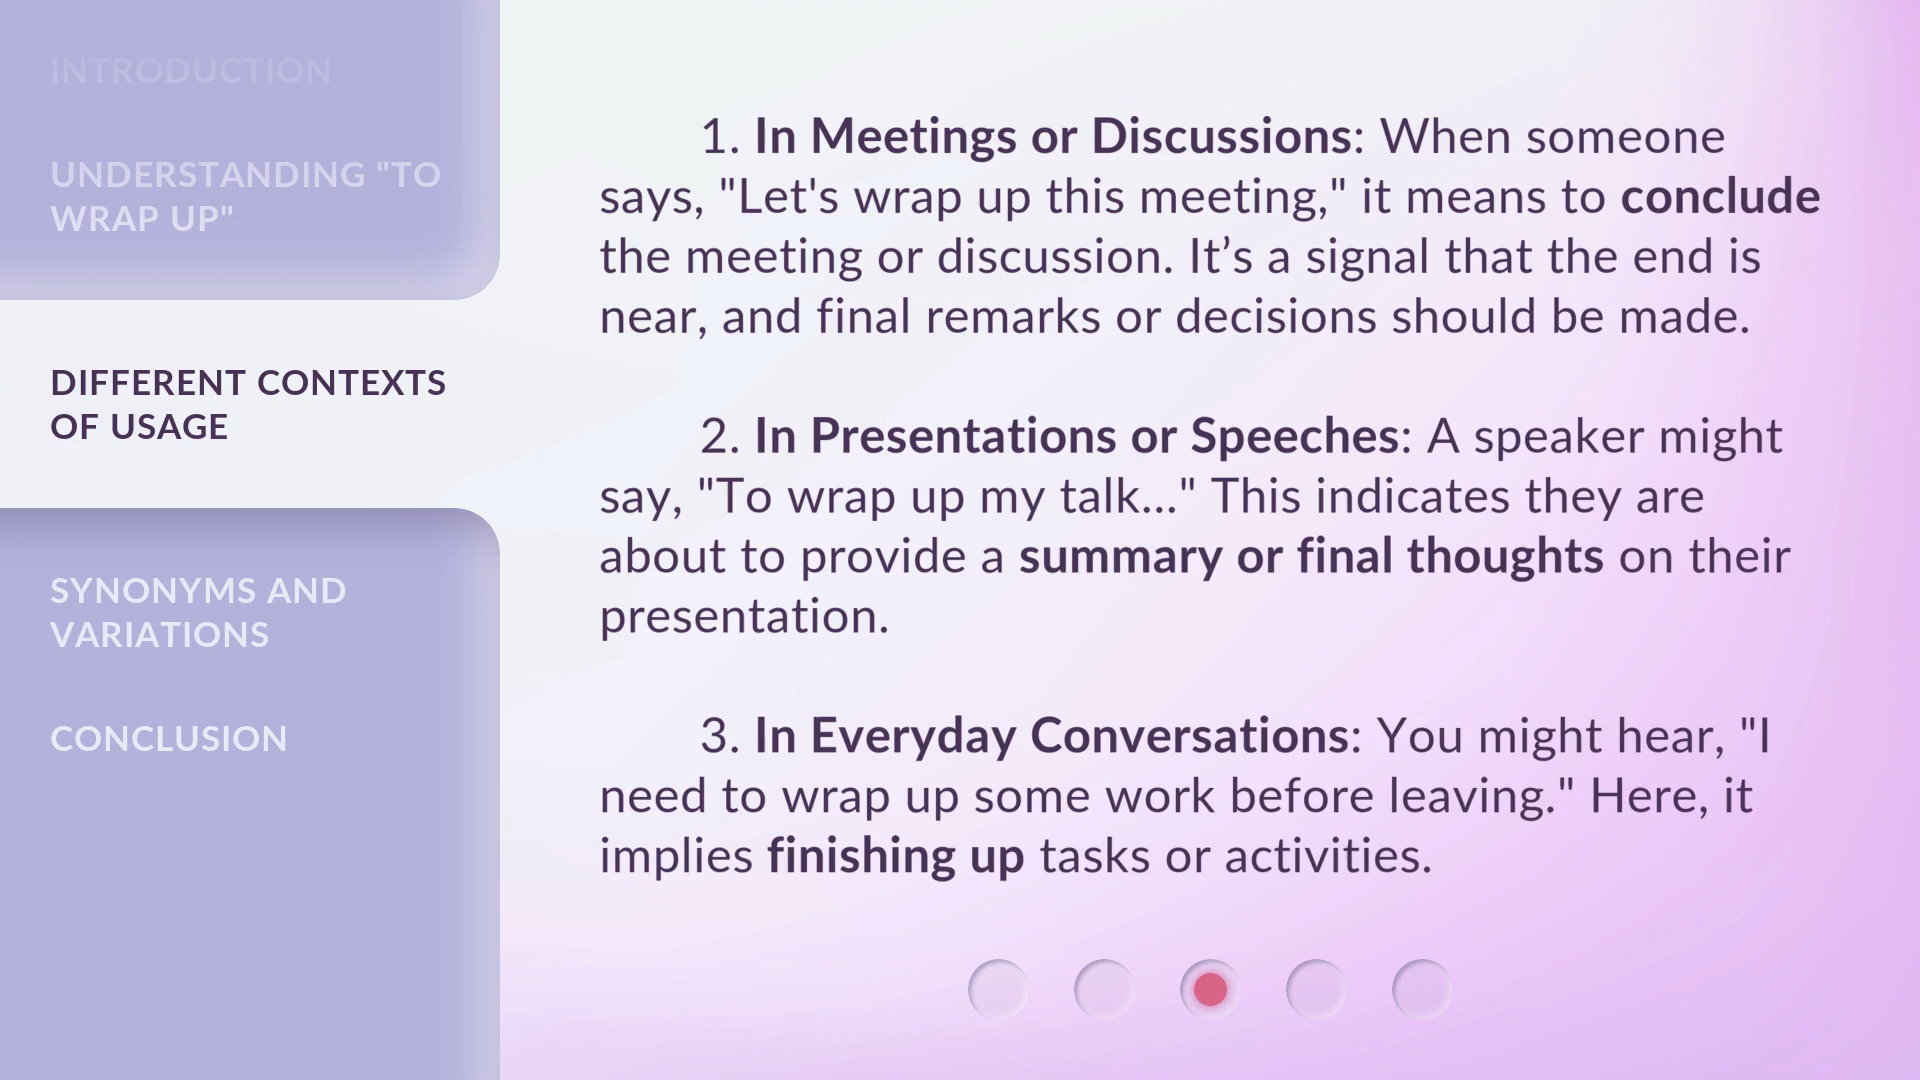 INTRODUCTION
UNDERSTANDING "TO
WRAP UP"
DIFFERENT CONTEXTS
OF USAGE
SYNONYMS AND
VARIATIONS
CONCLUSION
1. In Meetings or Discussions: When someone
says, "Let's wrap up this meeting," it means to conclude
the meeting or discussion. It’s a signal that the end is
near, and final remarks or decisions should be made.
2. In Presentations or Speeches: A speaker might
say, "To wrap up my talk..." This indicates they are
about to provide a summary or final thoughts on their
presentation.
3. In Everyday Conversations: You might hear, "I
need to wrap up some work before leaving." Here, it
implies finishing up tasks or activities.